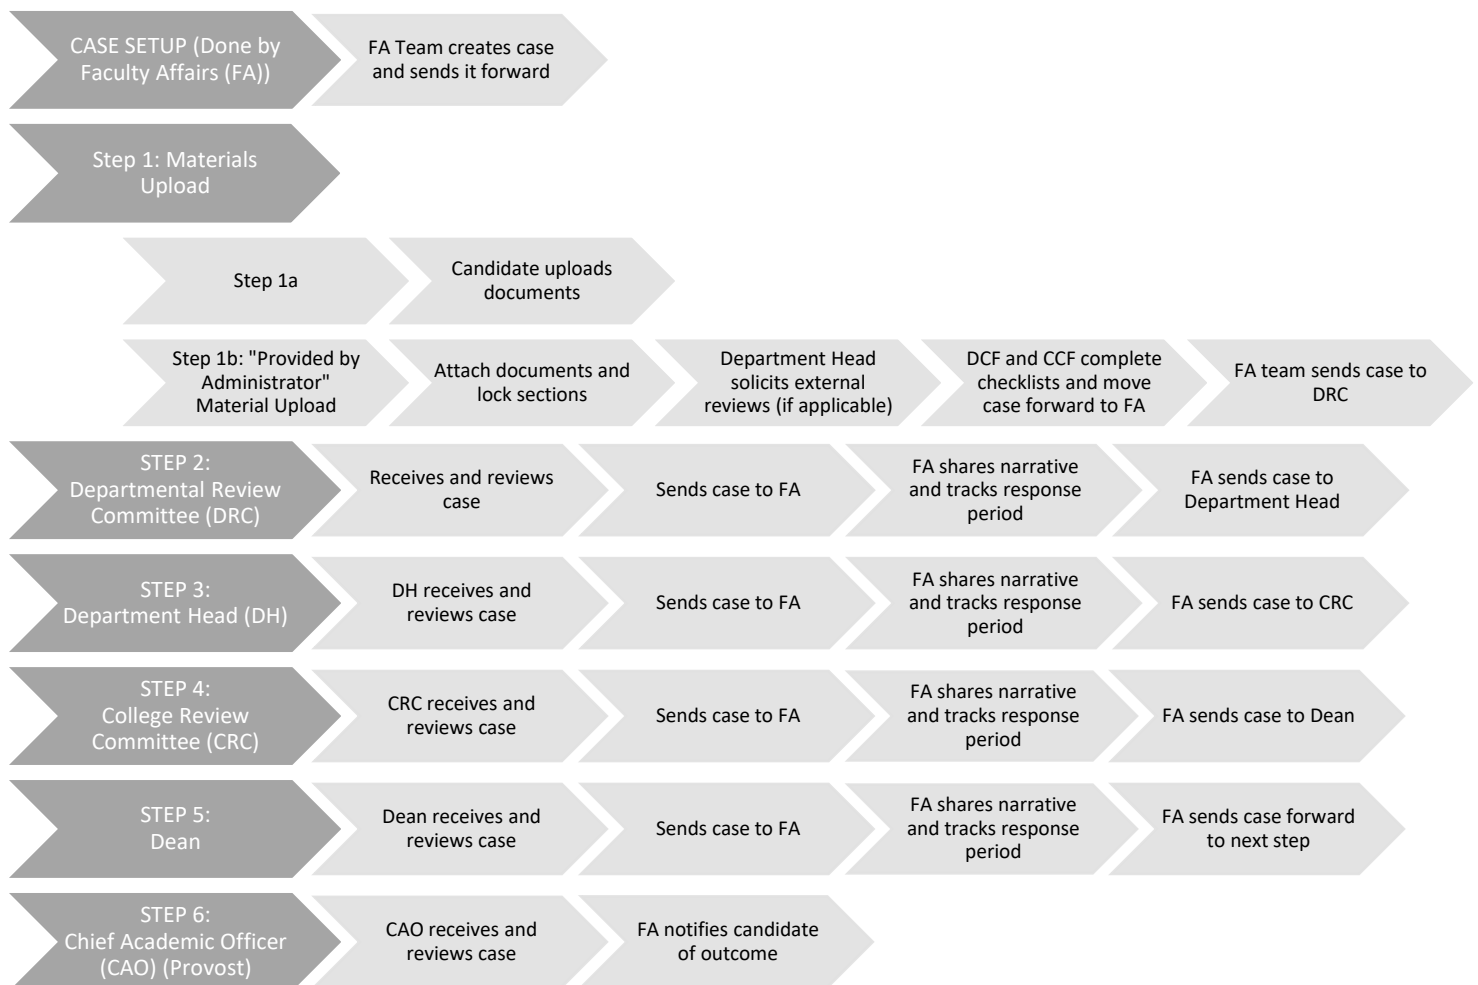 CASE SETUP (Done by
Faculty Affairs (FA))
FA Team creates case
and sends it forward
Step 1: Materials
Upload
Step 1a
Candidate uploads
documents
Step 1b: "Provided by
Administrator"
Material Upload
Attach documents and
lock sections
Department Head
solicits external
reviews (if applicable)
DCF and CCF complete
checklists and move
case forward to FA
FA team sends case to
DRC
STEP 2:
Departmental Review
Committee (DRC)
Receives and reviews
case
Sends case to FA
FA shares narrative
and tracks response
period
FA sends case to
Department Head
STEP 3:
Department Head (DH)
DH receives and
reviews case
Sends case to FA
FA shares narrative
and tracks response
period
FA sends case to CRC
STEP 4:
College Review
Committee (CRC)
CRC receives and
reviews case
Sends case to FA
FA shares narrative
and tracks response
period
FA sends case to Dean
STEP 5:
Dean
Dean receives and
reviews case
Sends case to FA
FA shares narrative
and tracks response
period
FA sends case forward
to next step
STEP 6:
Chief Academic Officer
(CAO) (Provost)
CAO receives and
reviews case
FA notifies candidate
of outcome